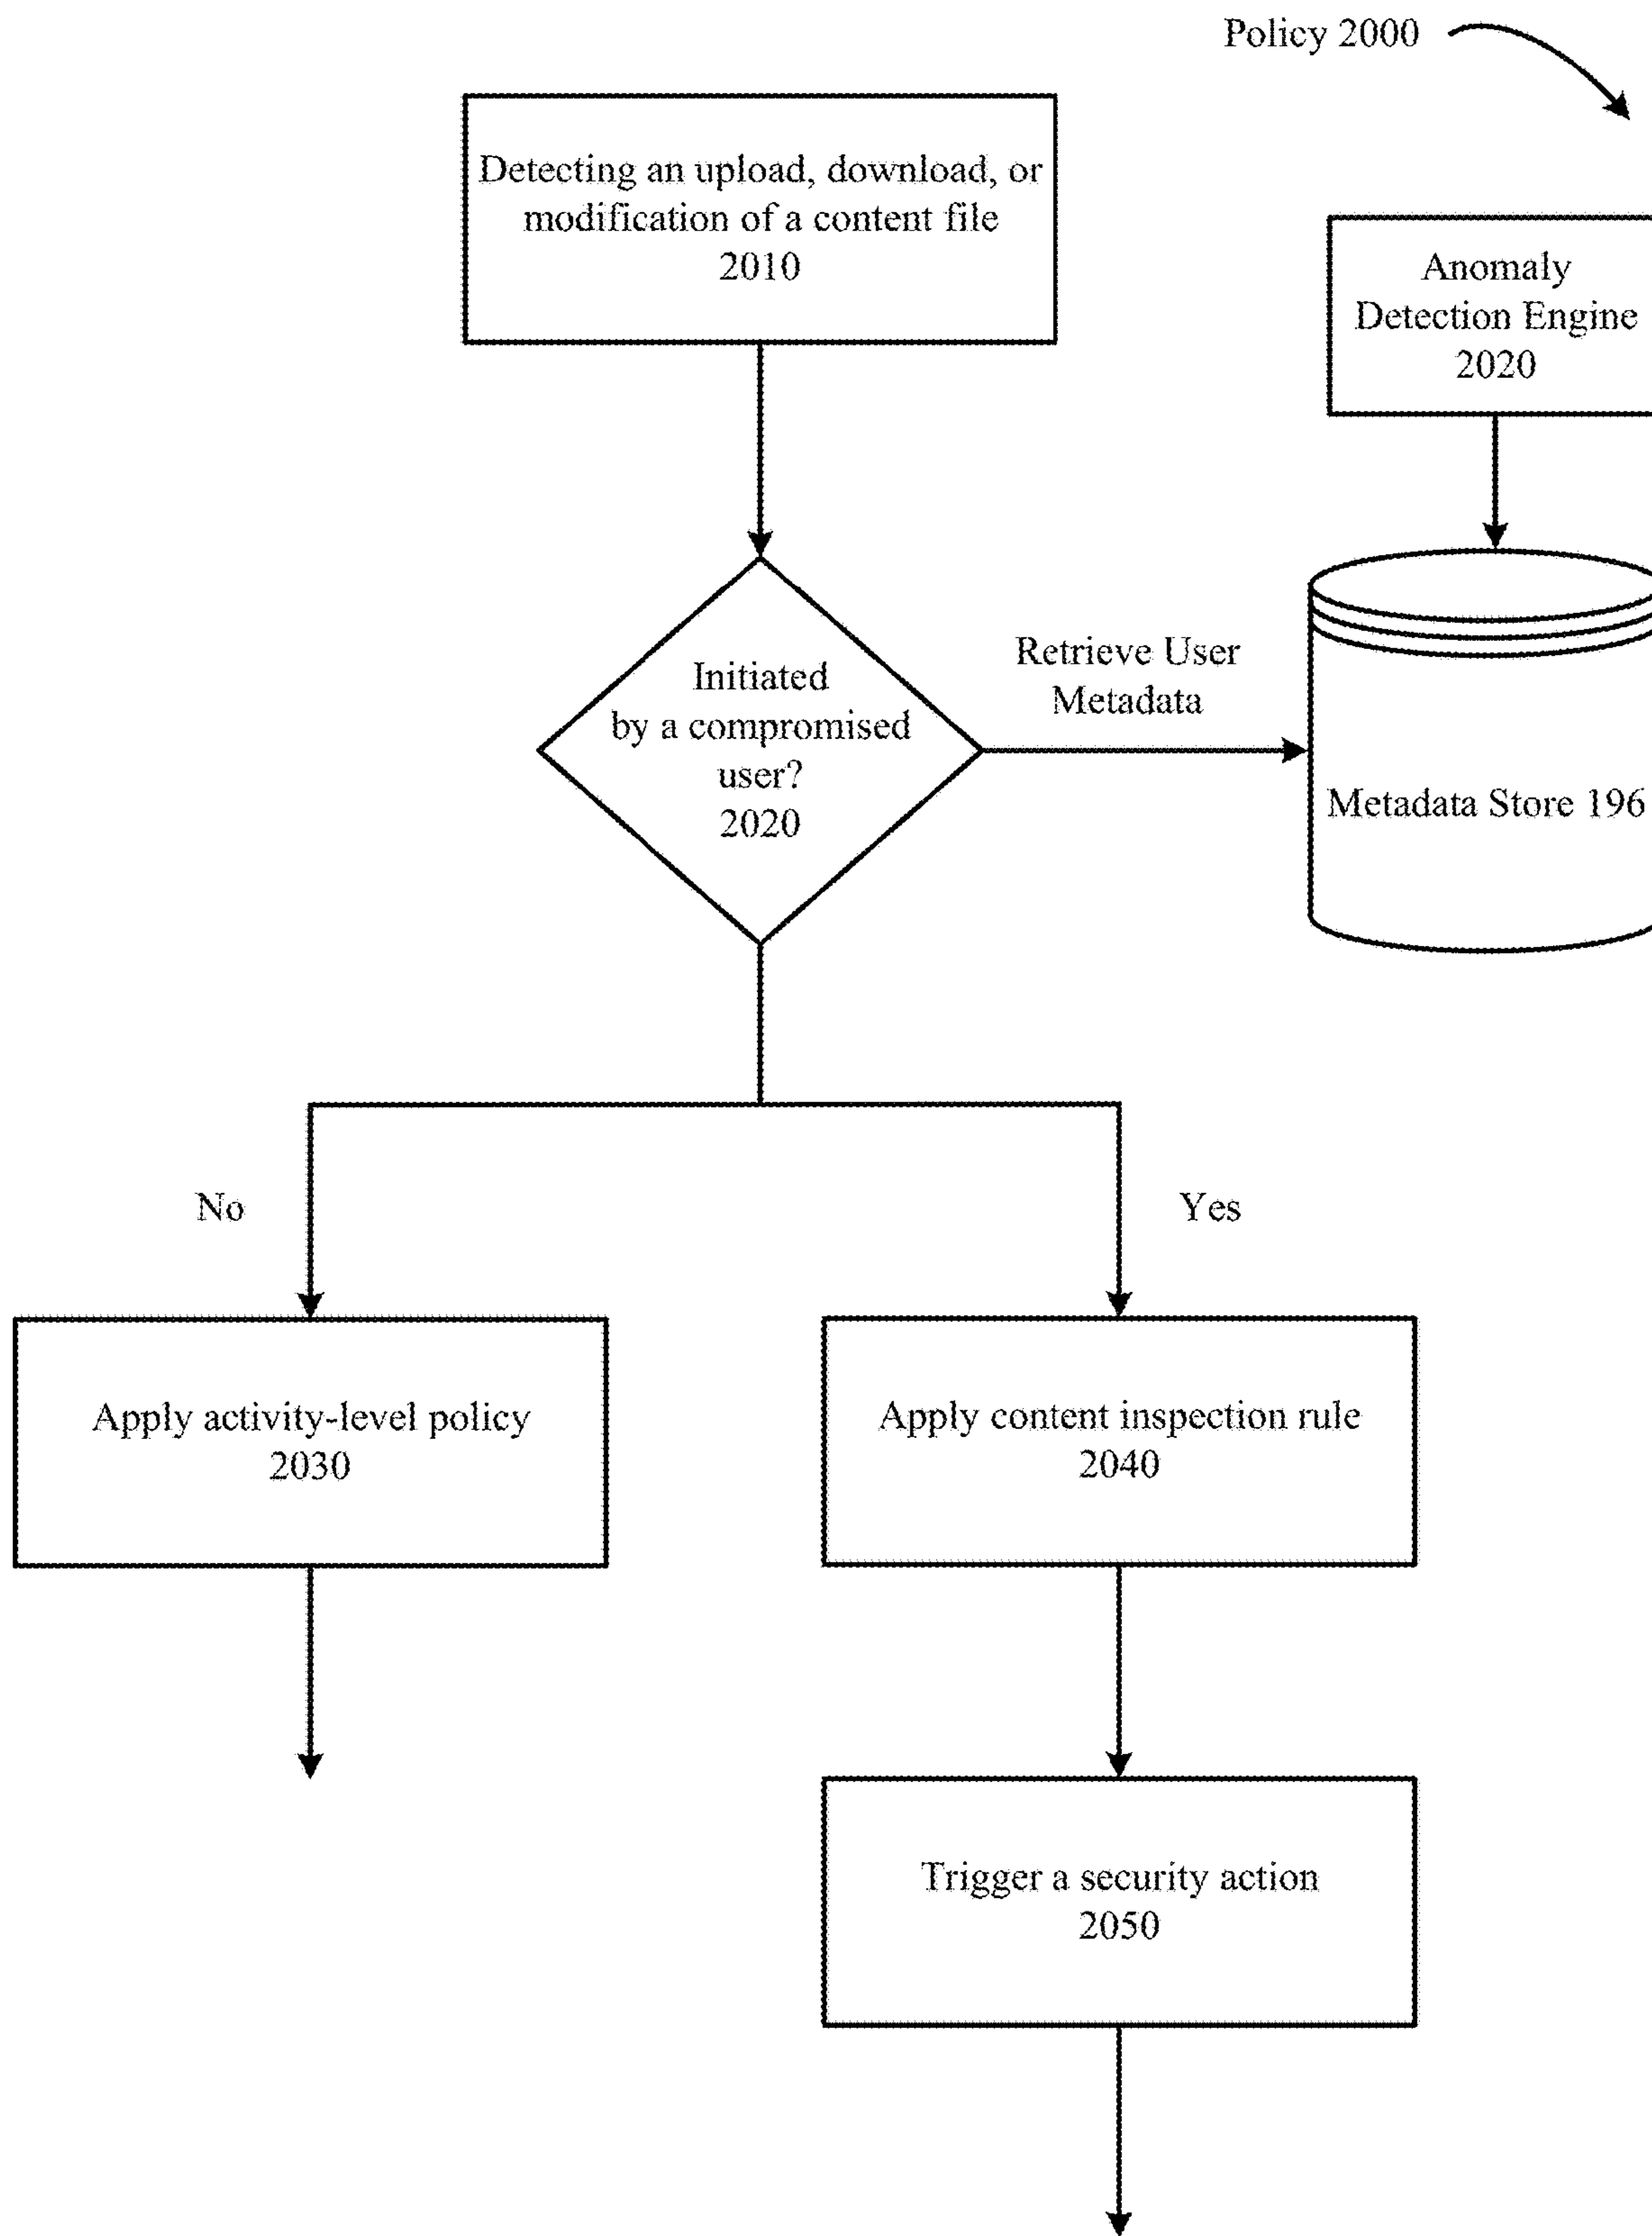 Policy 2000
Detecting an upload, download, or
modification of a content file
2010
Anomaly
Detection Engine
2020
Initiated
by a compromised
user?
2020
Retrieve User
Metadata
Metadata Store 196
No
Yes
Apply activity-level policy
2030
Apply content inspection rule
2040
Trigger a security action
2050